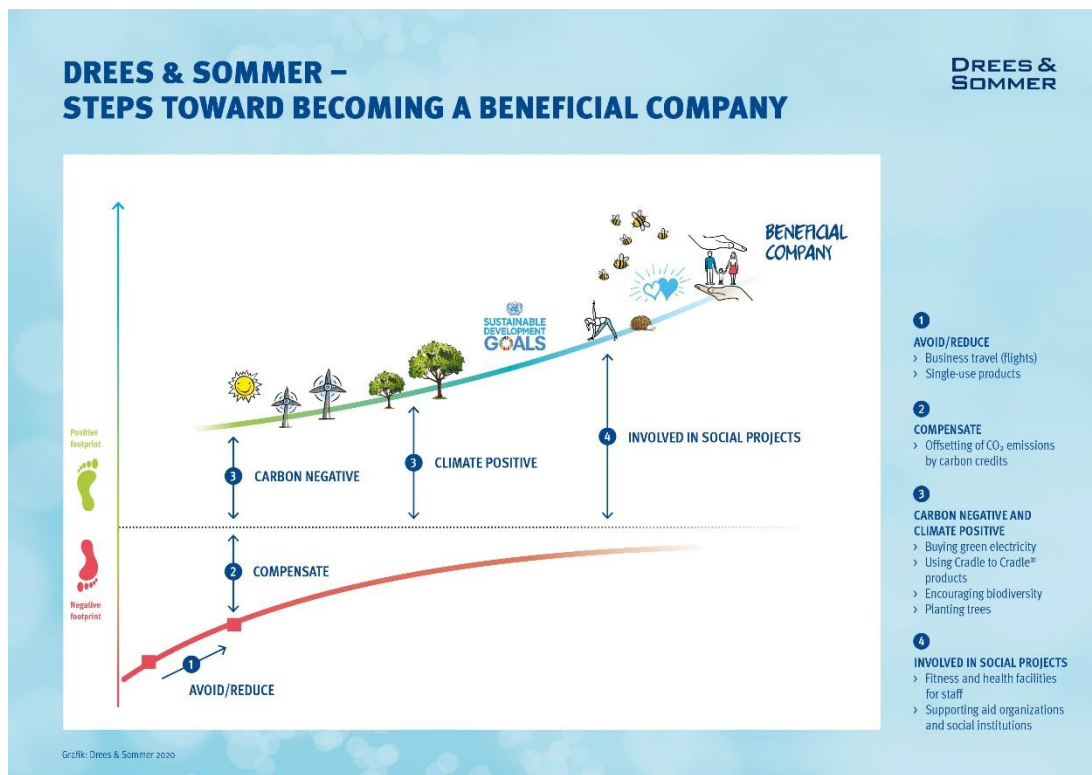 DREES & SOMMER –
STEPS TOWARD BECOMING A BENEFICIAL COMPANY
DREES &
SOMMER
BENEFICIAL
COMPANY
SUSTAINABLE
DEVELOPMENT
GOALS
Positive
footprint
3 CARBON NEGATIVE
3 CLIMATE POSITIVE
4 INVOLVED IN SOCIAL PROJECTS
2 COMPENSATE
Negative
footprint
1
AVOID/REDUCE
1
AVOID/REDUCE
> Business travel (flights)
> Single-use products
2
COMPENSATE
> Offsetting of CO₂ emissions
by carbon credits
3
CARBON NEGATIVE AND
CLIMATE POSITIVE
> Buying green electricity
> Using Cradle to Cradle®
products
> Encouraging biodiversity
> Planting trees
4
INVOLVED IN SOCIAL PROJECTS
> Fitness and health facilities
for staff
> Supporting aid organizations
and social institutions
Grafik: Drees & Sommer 2020